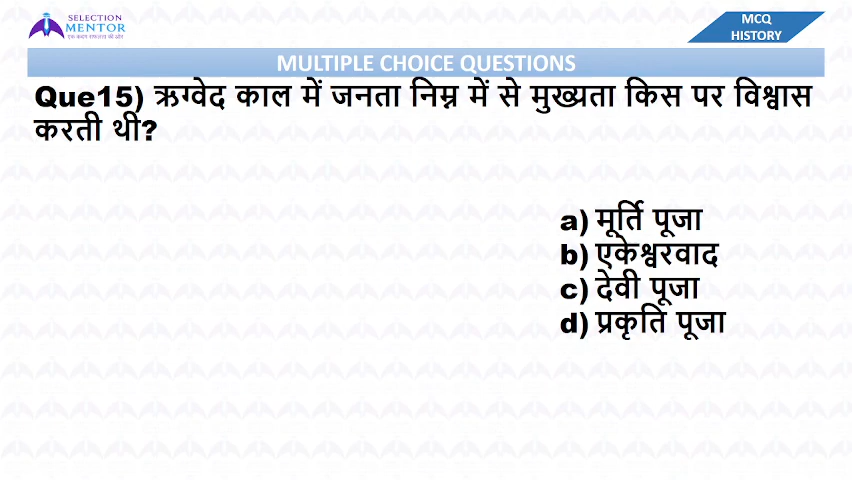 SELECTION
MENTOR
MCQ
HISTORY
MULTIPLE CHOICE QUESTIONS
Que15) ऋग्वेद काल में जनता निम्न में से मुख्यता किस पर विश्वास
करती थी?
a) मूर्ति पूजा
b) एकेश्वरवाद
c) देवी पूजा
d) प्रकृति पूजा